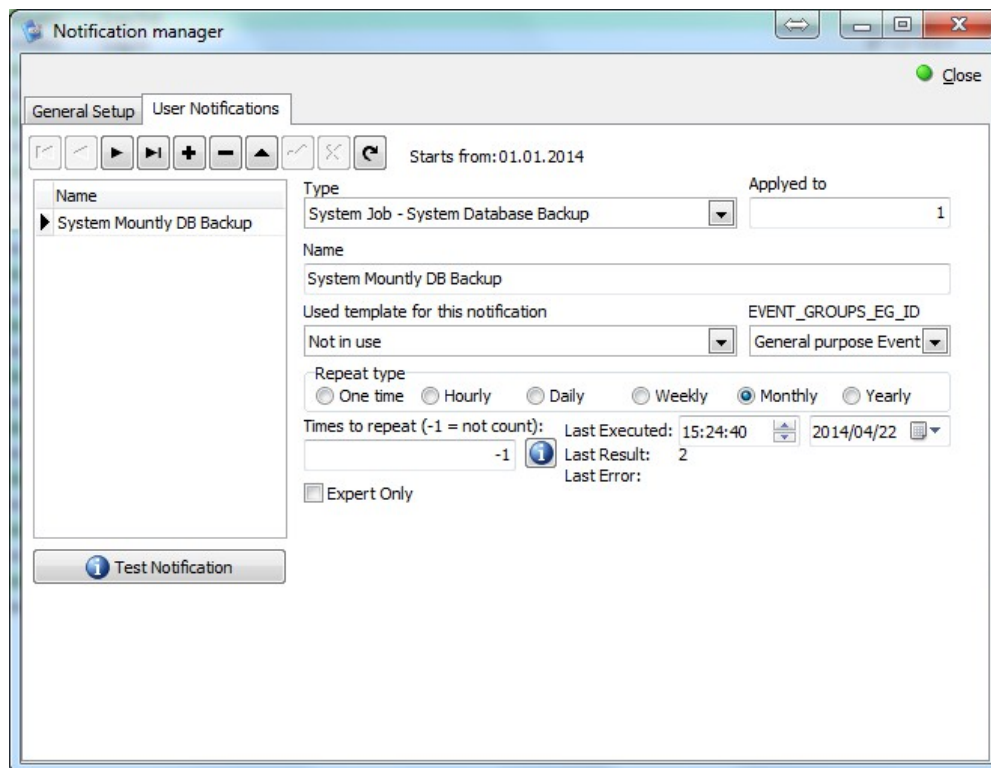 Notification manager
Close
General Setup
User Notifications
Starts from:01.01.2014
Name
System Mountly DB Backup
Type
Applyed to
System Job - System Database Backup
1
Name
System Mountly DB Backup
Used template for this notification
EVENT_GROUPS_EG_ID
Not in use
General purpose Event
Repeat type
One time
Hourly
Daily
Weekly
Monthly
Yearly
Times to repeat (-1 = not count):
-1
Last Executed:
15:24:40
2014/04/22
Last Result: 2
Last Error:
Expert Only
Test Notification